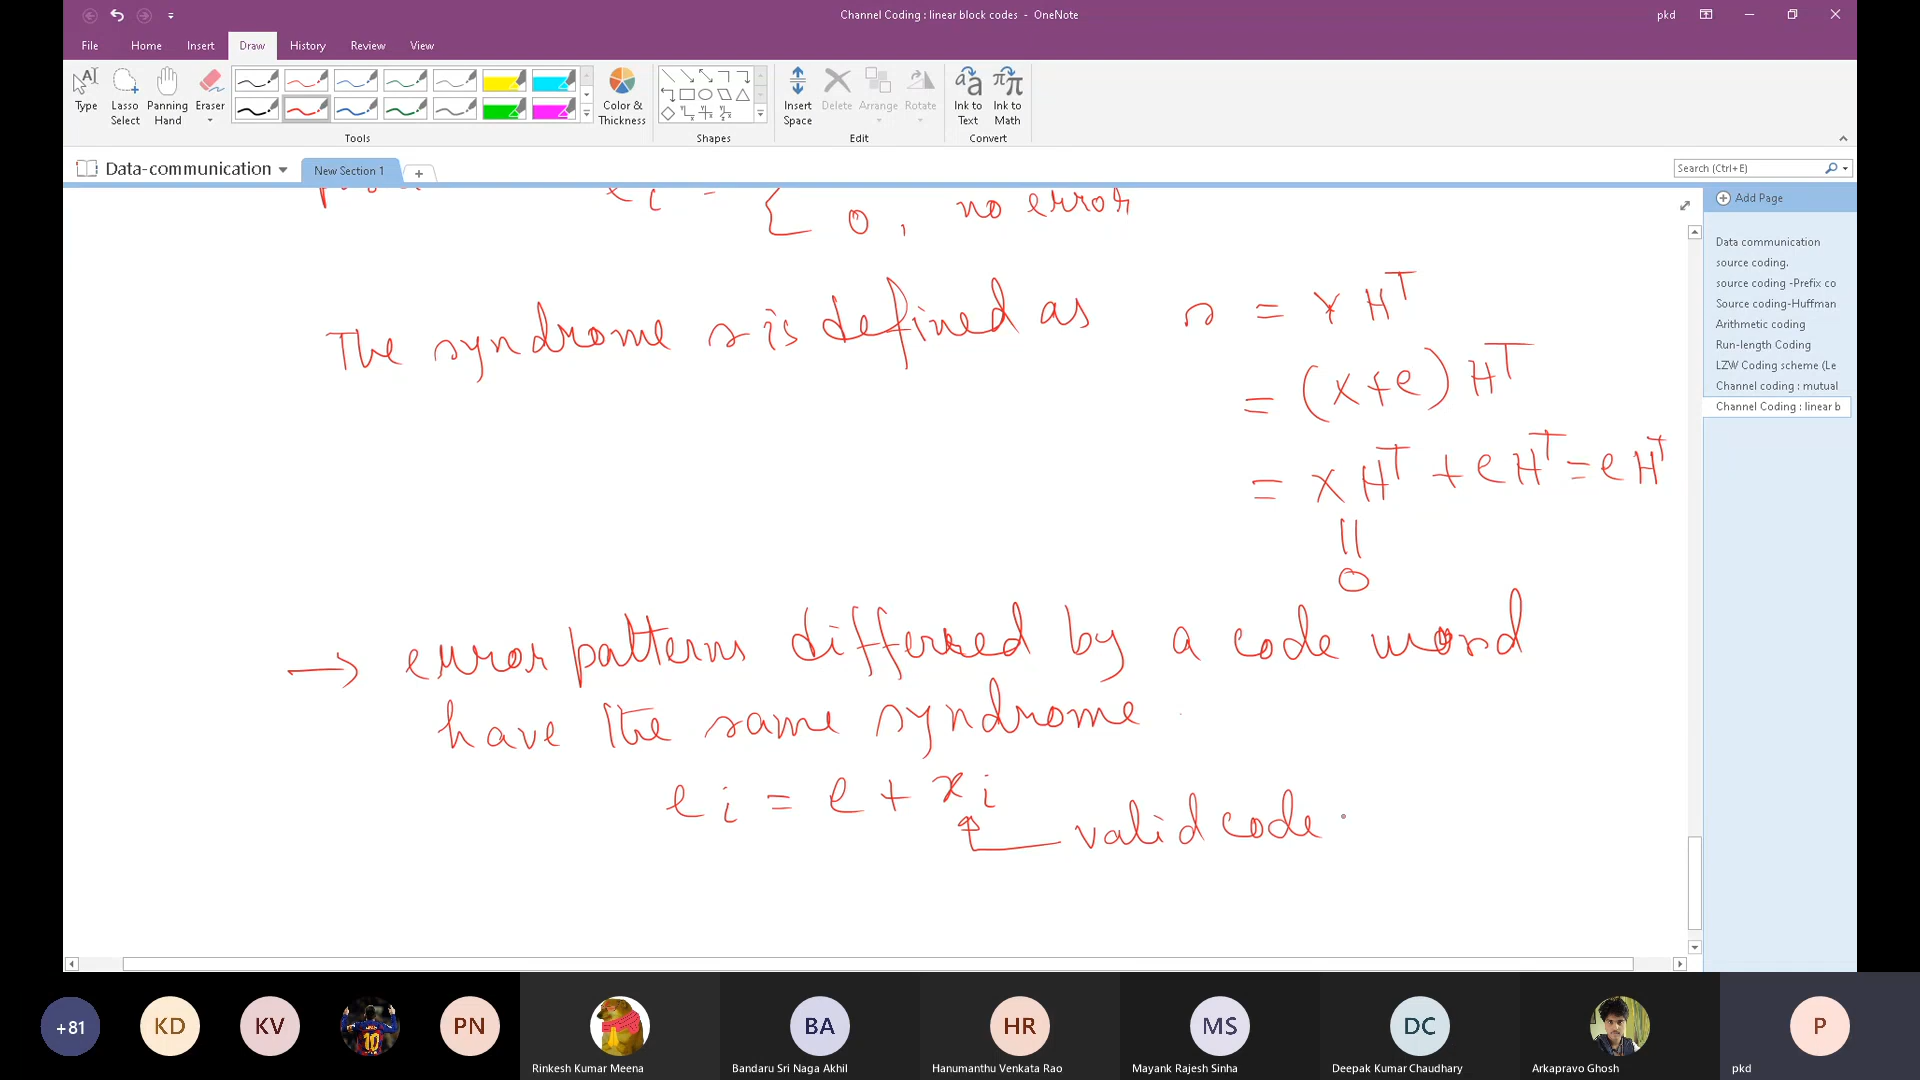 Channel Coding : linear block codes - OneNote
pkd
File
Home
Insert
Draw
History
Review
View
Type
Lasso Select
Panning Hand
Eraser
Color & Thickness
Insert Space
Delete
Arrange
Rotate
Ink to Text
Ink to Math
Tools
Shapes
Edit
Convert
Data-communication
New Section 1
Search (Ctrl+E)
Add Page
Data communication
source coding.
source coding -Prefix co
Source coding-Huffman
Arithmetic coding
Run-length Coding
LZW Coding scheme (Le
Channel coding : mutual
Channel Coding : linear b
0, no error
The syndrome s is defined as s = Y H^T
= (X+e) H^T
= X H^T + e H^T = e H^T
||
0
→ error patterns differed by a code word
have the same syndrome
e i = e + x i
valid code
+81
KD
KV
10
PN
BA
HR
MS
DC
P
Rinkesh Kumar Meena
Bandaru Sri Naga Akhil
Hanumanthu Venkata Rao
Mayank Rajesh Sinha
Deepak Kumar Chaudhary
Arkapravo Ghosh
pkd